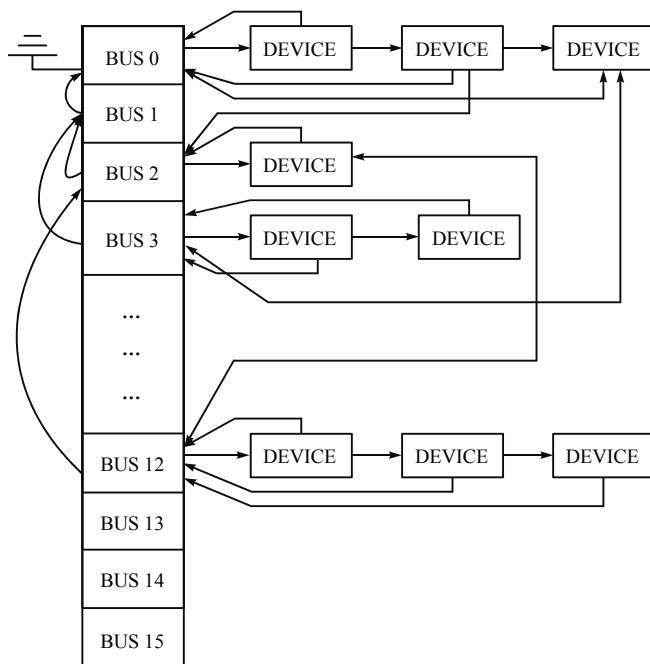 BUS 0
DEVICE
DEVICE
DEVICE
BUS 1
BUS 2
DEVICE
BUS 3
DEVICE
DEVICE
...
...
...
BUS 12
DEVICE
DEVICE
DEVICE
BUS 13
BUS 14
BUS 15